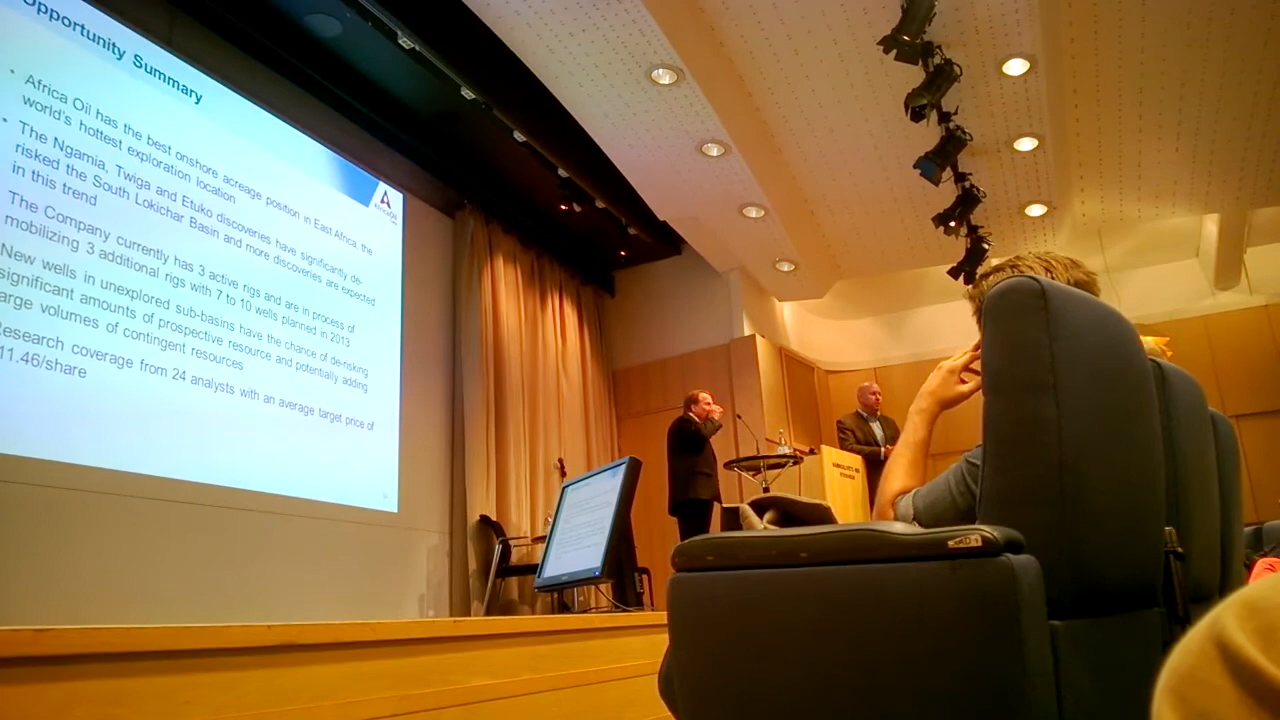 Opportunity Summary
• Africa Oil has the best onshore acreage position in East Africa, the
world's hottest exploration location
• The Ngamia, Twiga and Etuko discoveries have significantly de-
risked the South Lokichar Basin and more discoveries are expected
in this trend
The Company currently has 3 active rigs and are in process of
mobilizing 3 additional rigs with 7 to 10 wells planned in 2013
New wells in unexplored sub-basins have the chance of de-risking
significant amounts of prospective resource and potentially adding
large volumes of contingent resources
Research coverage from 24 analysts with an average target price of
11.46/share